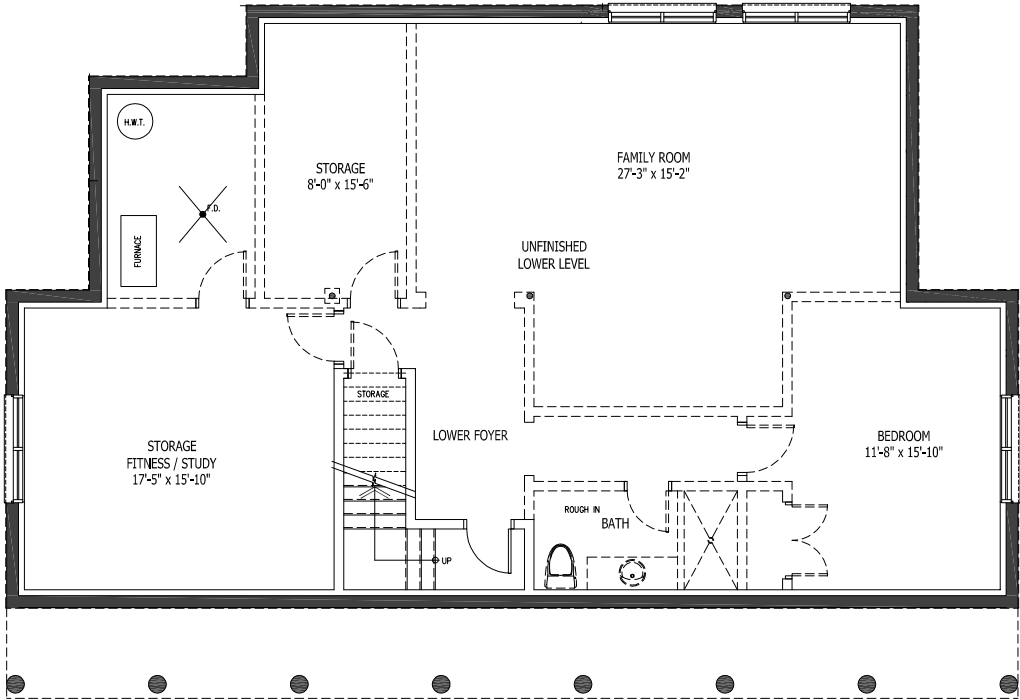 H.W.T.
STORAGE
8'-0" x 15'-6"
FAMILY ROOM
27'-3" x 15'-2"
F.D.
FURNACE
UNFINISHED
LOWER LEVEL
STORAGE
LOWER FOYER
STORAGE
FITNESS / STUDY
17'-5" x 15'-10"
BEDROOM
11'-8" x 15'-10"
ROUGH IN
BATH
UP